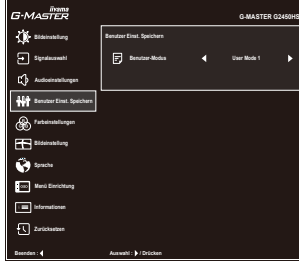 iiyama
G-MASTER
G-MASTER G2450HS
Bildeinstellung
Signalauswahl
Audioeinstellungen
Benutzer Einst. Speichern
Farbeinstellungen
Bildeinstellung
Sprache
Menü Einrichtung
Informationen
Zurücksetzen
Benutzer Einst. Speichern
Benutzer-Modus
User Mode 1
Beenden :
Auswahl : / Drücken